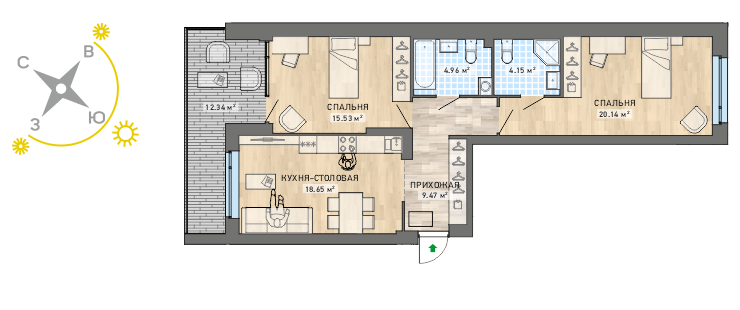 В
С
Ю
З
12.34 м²
СПАЛЬНЯ
15.53 м²
4.96 м²
4.15 м²
СПАЛЬНЯ
20.14 м²
КУХНЯ-СТОЛОВАЯ
18.65 м²
ПРИХОЖАЯ
9.47 м²